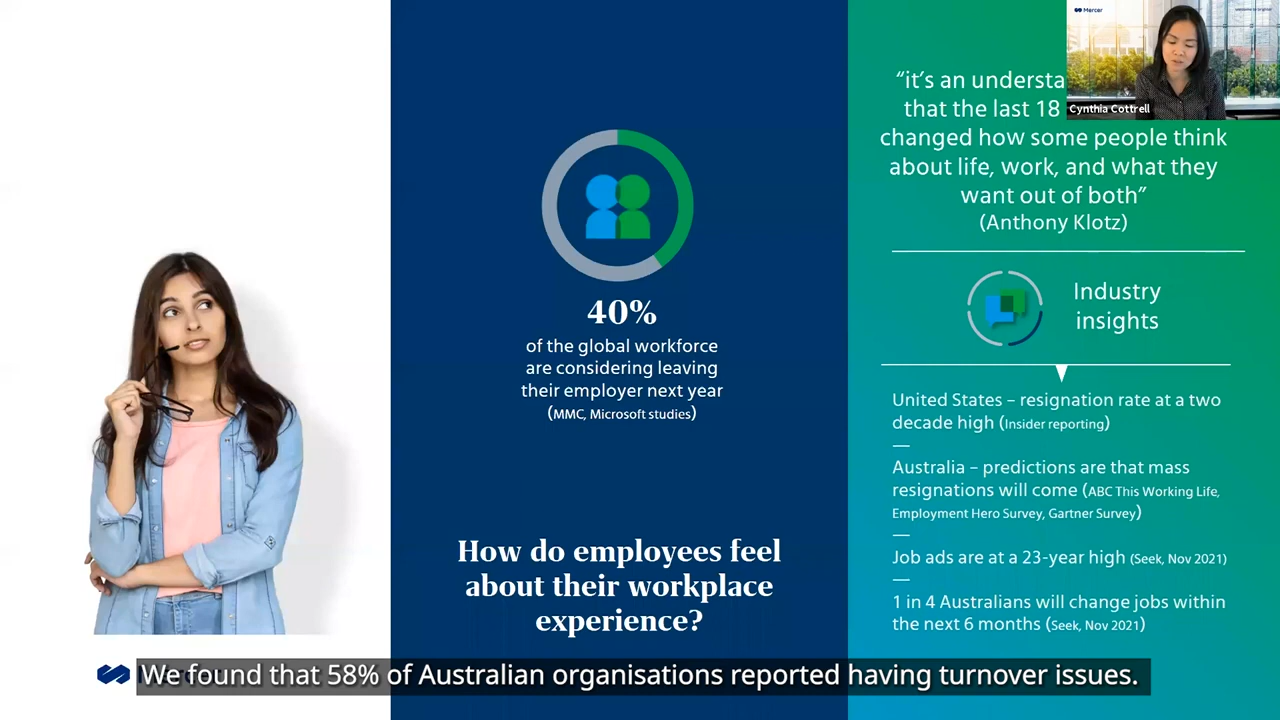 40%
of the global workforce
are considering leaving
their employer next year
(MMC, Microsoft studies)
How do employees feel
about their workplace
experience?
Mercer
Cynthia Cottrell
“it’s an understa
that the last 18
changed how some people think
about life, work, and what they
want out of both”
(Anthony Klotz)
Industry
insights
United States – resignation rate at a two
decade high (Insider reporting)
Australia – predictions are that mass
resignations will come (ABC This Working Life,
Employment Hero Survey, Gartner Survey)
Job ads are at a 23-year high (Seek, Nov 2021)
1 in 4 Australians will change jobs within
the next 6 months (Seek, Nov 2021)
We found that 58% of Australian organisations reported having turnover issues.